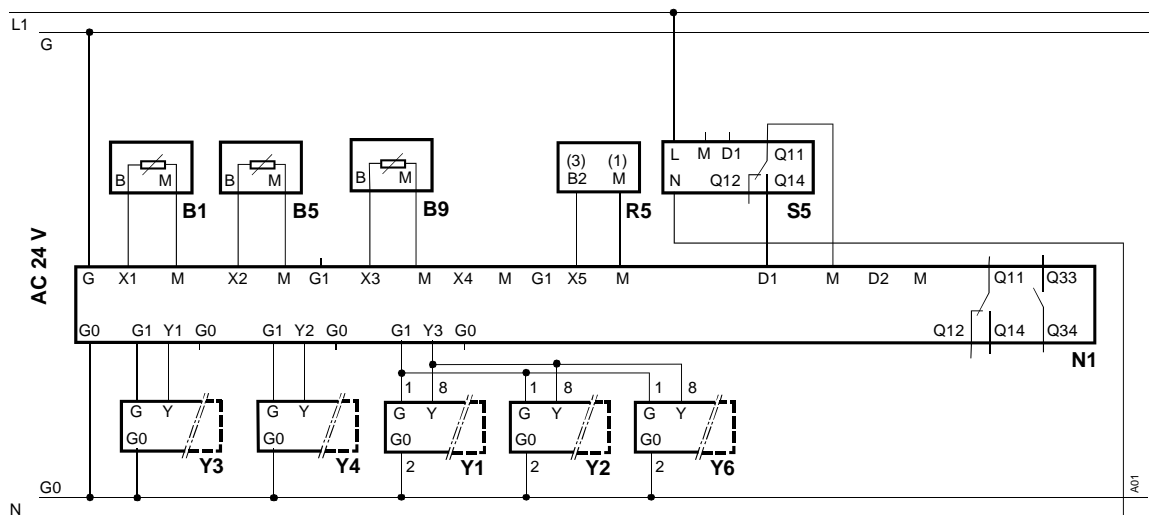 L1
G
B M
B1
B M
B5
B M
B9
(3) (1)
B2 M
R5
L M D1 Q11
N Q12 Q14
S5
AC 24 V
G X1 M X2 M G1 X3 M X4 M G1 X5 M D1 M D2 M Q11 Q33
G0 G1 Y1 G0 G1 Y2 G0 G1 Y3 G0 Q12 Q14 Q34
N1
1 8 1 8 1 8
G Y G Y G Y G Y G Y
G0 G0 G0 G0 G0
Y3 Y4 Y1 Y2 Y6
2 2 2
G0
N
A01